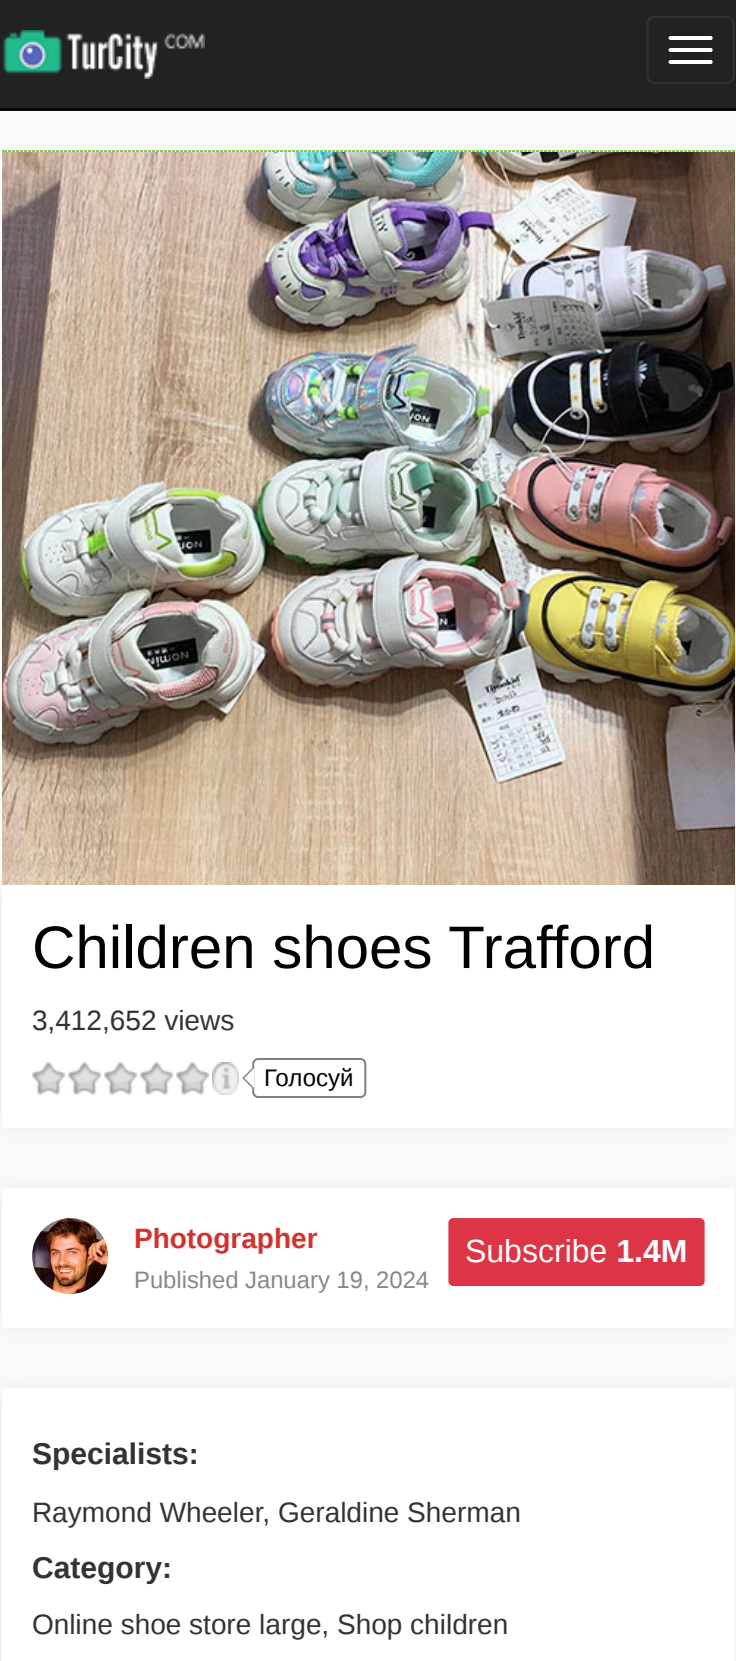 TurCity COM
Tipookid
Children shoes Trafford
3,412,652 views
Голосуй
Photographer
Published January 19, 2024
Subscribe 1.4M
Specialists:
Raymond Wheeler, Geraldine Sherman
Category:
Online shoe store large, Shop children